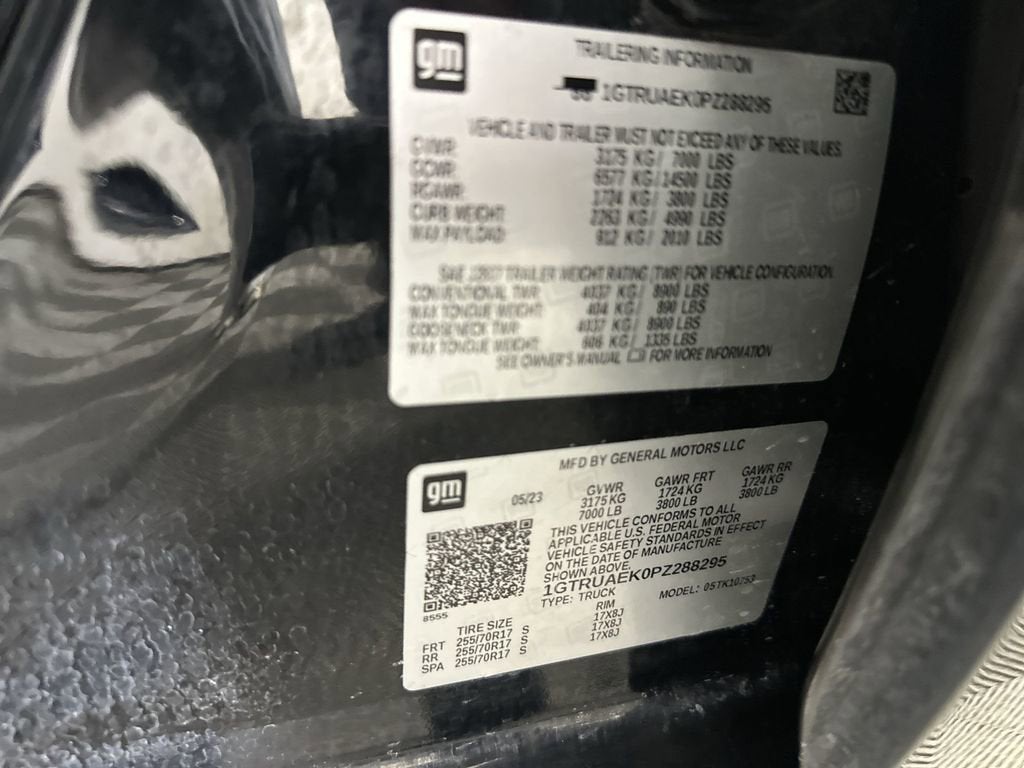 gm
TRAILERING INFORMATION
1GTRUAEK0PZ288295
VEHICLE AND TRAILER MUST NOT EXCEED ANY OF THESE VALUES.
GVWR: 3175 KG/ 7000 LBS
GCWR: 6577 KG/ 14500 LBS
RGAWR: 1724 KG/ 3800 LBS
CURB WEIGHT: 2263 KG/ 4990 LBS
MAX PAYLOAD: 912 KG/ 2010 LBS
SAE J2807 TRAILER WEIGHT RATING (TWR) FOR VEHICLE CONFIGURATION
CONVENTIONAL TWR: 4037 KG/ 8900 LBS
MAX TONGUE WEIGHT: 404 KG/ 890 LBS
GOOSENECK TWR: 4037 KG/ 8900 LBS
MAX TONGUE WEIGHT: 606 KG/ 1335 LBS
SEE OWNER'S MANUAL FOR MORE INFORMATION
gm
MFD BY GENERAL MOTORS LLC
05/23 GVWR GAWR FRT GAWR RR
3175 KG 1724 KG 1724 KG
7000 LB 3800 LB 3800 LB
THIS VEHICLE CONFORMS TO ALL
APPLICABLE U.S. FEDERAL MOTOR
VEHICLE SAFETY STANDARDS IN EFFECT
ON THE DATE OF MANUFACTURE
SHOWN ABOVE.
1GTRUAEK0PZ288295
TYPE: TRUCK MODEL: 05TK10753
8555
TIRE SIZE RIM
FRT 255/70R17 S 17X8J
RR 255/70R17 S 17X8J
SPA 255/70R17 S 17X8J